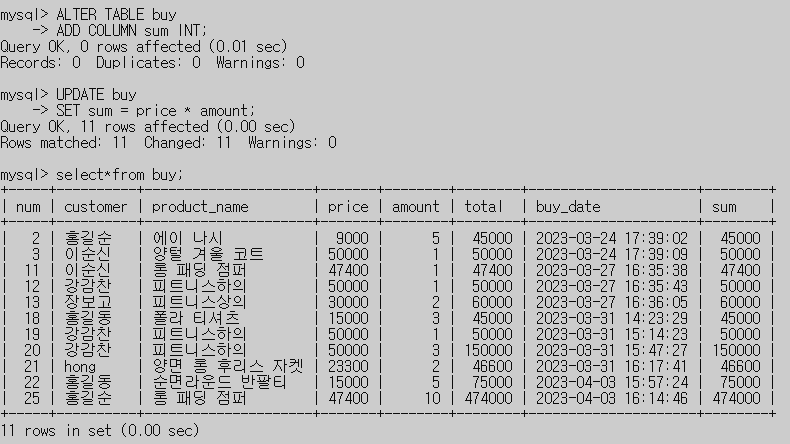 mysql> ALTER TABLE buy
    -> ADD COLUMN sum INT;
Query OK, 0 rows affected (0.01 sec)
Records: 0  Duplicates: 0  Warnings: 0

mysql> UPDATE buy
    -> SET sum = price * amount;
Query OK, 11 rows affected (0.00 sec)
Rows matched: 11  Changed: 11  Warnings: 0

mysql> select*from buy;
+-----+----------+-----------------------+-------+--------+--------+---------------------+--------+
| num | customer | product_name          | price | amount | total  | buy_date            | sum    |
+-----+----------+-----------------------+-------+--------+--------+---------------------+--------+
|   2 | 홍길순   | 에이 나시             |  9000 |      5 |  45000 | 2023-03-24 17:39:02 |  45000 |
|   3 | 이순신   | 양털 겨울 코트        | 50000 |      1 |  50000 | 2023-03-24 17:39:09 |  50000 |
|  11 | 이순신   | 롱 패딩 점퍼          | 47400 |      1 |  47400 | 2023-03-27 16:35:38 |  47400 |
|  12 | 강감찬   | 피트니스하의          | 50000 |      1 |  50000 | 2023-03-27 16:35:43 |  50000 |
|  13 | 장보고   | 피트니스상의          | 30000 |      2 |  60000 | 2023-03-27 16:36:05 |  60000 |
|  18 | 홍길동   | 폴라 티셔츠           | 15000 |      3 |  45000 | 2023-03-31 14:23:29 |  45000 |
|  19 | 강감찬   | 피트니스하의          | 50000 |      1 |  50000 | 2023-03-31 15:14:23 |  50000 |
|  20 | 강감찬   | 피트니스하의          | 50000 |      3 | 150000 | 2023-03-31 15:47:27 | 150000 |
|  21 | hong     | 양면 롱 후리스 자켓   | 23300 |      2 |  46600 | 2023-03-31 16:17:41 |  46600 |
|  22 | 홍길동   | 순면라운드 반팔티     | 15000 |      5 |  75000 | 2023-04-03 15:57:24 |  75000 |
|  25 | 홍길순   | 롱 패딩 점퍼          | 47400 |     10 | 474000 | 2023-04-03 16:14:46 | 474000 |
+-----+----------+-----------------------+-------+--------+--------+---------------------+--------+
11 rows in set (0.00 sec)